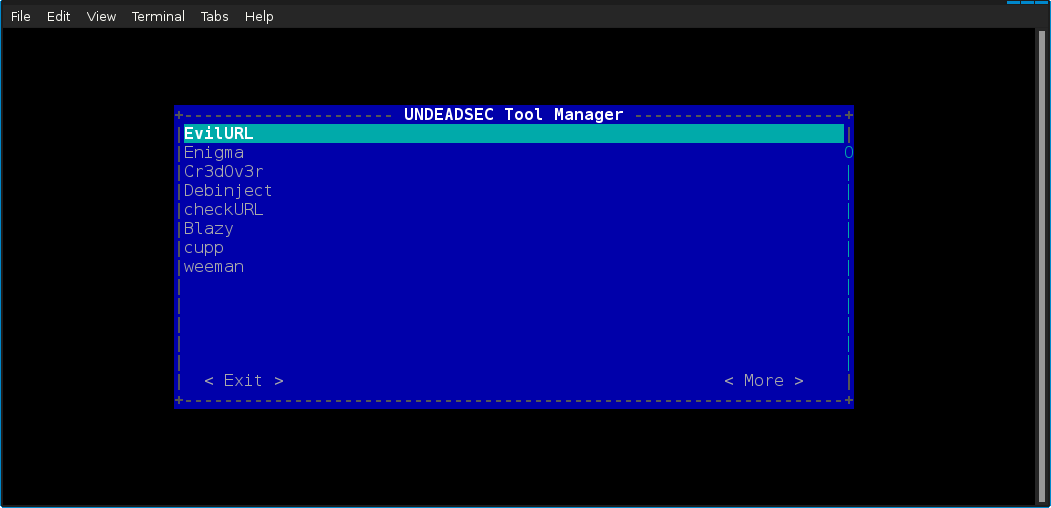 File Edit View Terminal Tabs Help
UNDEADSEC Tool Manager
EvilURL
Enigma
Cr3dOv3r
Debinject
checkURL
Blazy
cupp
weeman
< Exit > < More >